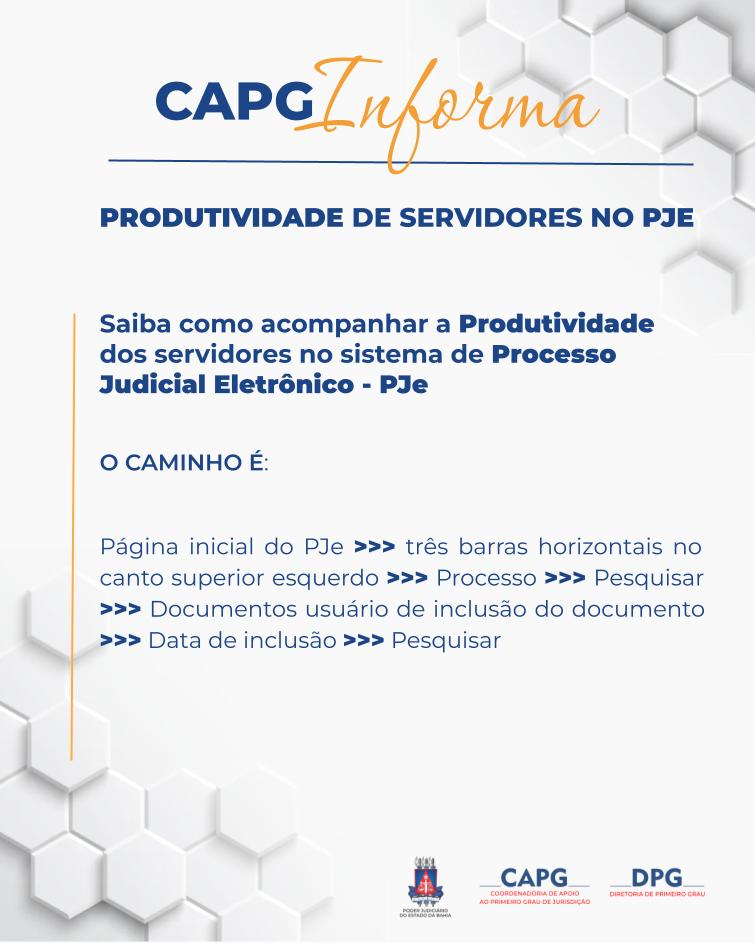 CAPG Informa
PRODUTIVIDADE DE SERVIDORES NO PJE
Saiba como acompanhar a Produtividade
dos servidores no sistema de Processo
Judicial Eletrônico - PJe
O CAMINHO É:
Página inicial do PJe >>> três barras horizontais no
canto superior esquerdo >>> Processo >>> Pesquisar
>>> Documentos usuário de inclusão do documento
>>> Data de inclusão >>> Pesquisar
PODER JUDICIÁRIO
DO ESTADO DA BAHIA
CAPG
COORDENADORIA DE APOIO
AO PRIMEIRO GRAU DE JURISDIÇÃO
DPG
DIRETORIA DE PRIMEIRO GRAU